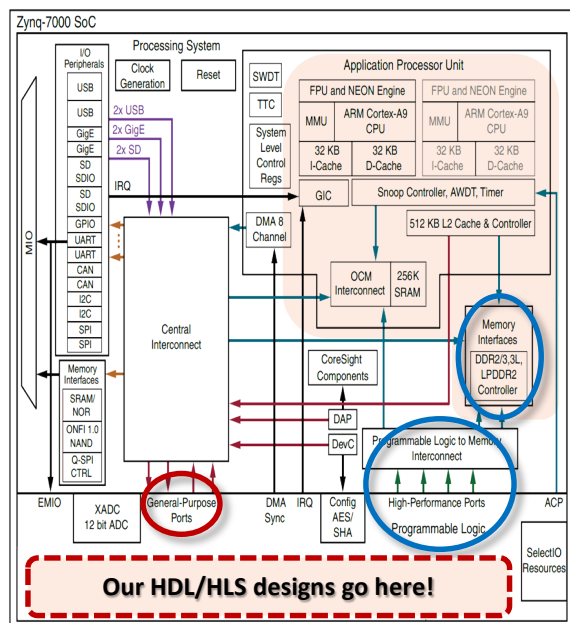 Zynq-7000 SoC
Processing System
I/O
Peripherals
USB
USB
GigE
GigE
SD
SDIO
SD
SDIO
GPIO
UART
UART
CAN
CAN
I2C
I2C
SPI
SPI
MIO
Memory
Interfaces
SRAM/
NOR
ONFI 1.0
NAND
Q-SPI
CTRL
Clock
Generation
Reset
2x USB
2x GigE
2x SD
IRQ
SWDT
TTC
System
Level
Control
Regs
Application Processor Unit
FPU and NEON Engine
MMU
ARM Cortex-A9
CPU
32 KB
I-Cache
32 KB
D-Cache
FPU and NEON Engine
MMU
ARM Cortex-A9
CPU
32 KB
I-Cache
32 KB
D-Cache
GIC
Snoop Controller, AWDT, Timer
DMA 8
Channel
512 KB L2 Cache & Controller
OCM
Interconnect
256K
SRAM
Central
Interconnect
Memory
Interfaces
DDR2/3,3L,
LPDDR2
Controller
CoreSight
Components
DAP
DevC
Programmable Logic to Memory
Interconnect
EMIO
XADC
12 bit ADC
General-Purpose
Ports
DMA
Sync
IRQ
Config
AES/
SHA
High-Performance Ports
Programmable Logic
ACP
SelectIO
Resources
Our HDL/HLS designs go here!